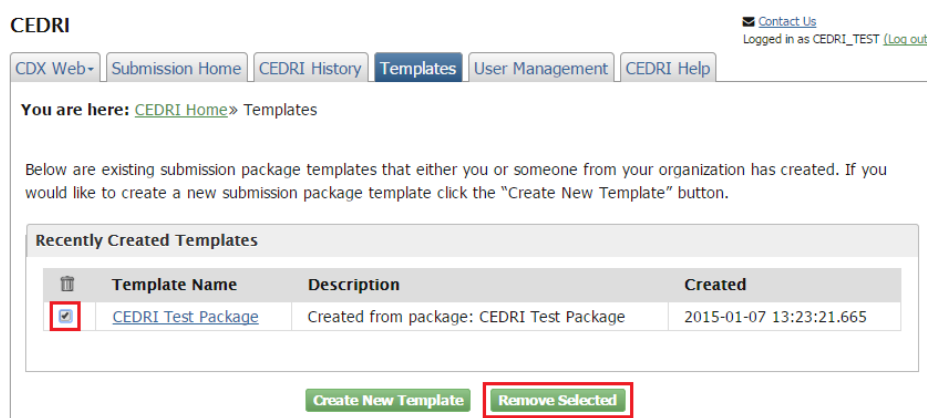 CEDRI
Contact Us
Logged in as CEDRI_TEST (Log out
CDX Web Submission Home CEDRI History Templates User Management CEDRI Help
You are here: CEDRI Home» Templates
Below are existing submission package templates that either you or someone from your organization has created. If you
would like to create a new submission package template click the “Create New Template” button.
Recently Created Templates
Template Name Description Created
CEDRI Test Package Created from package: CEDRI Test Package 2015-01-07 13:23:21.665
Create New Template Remove Selected